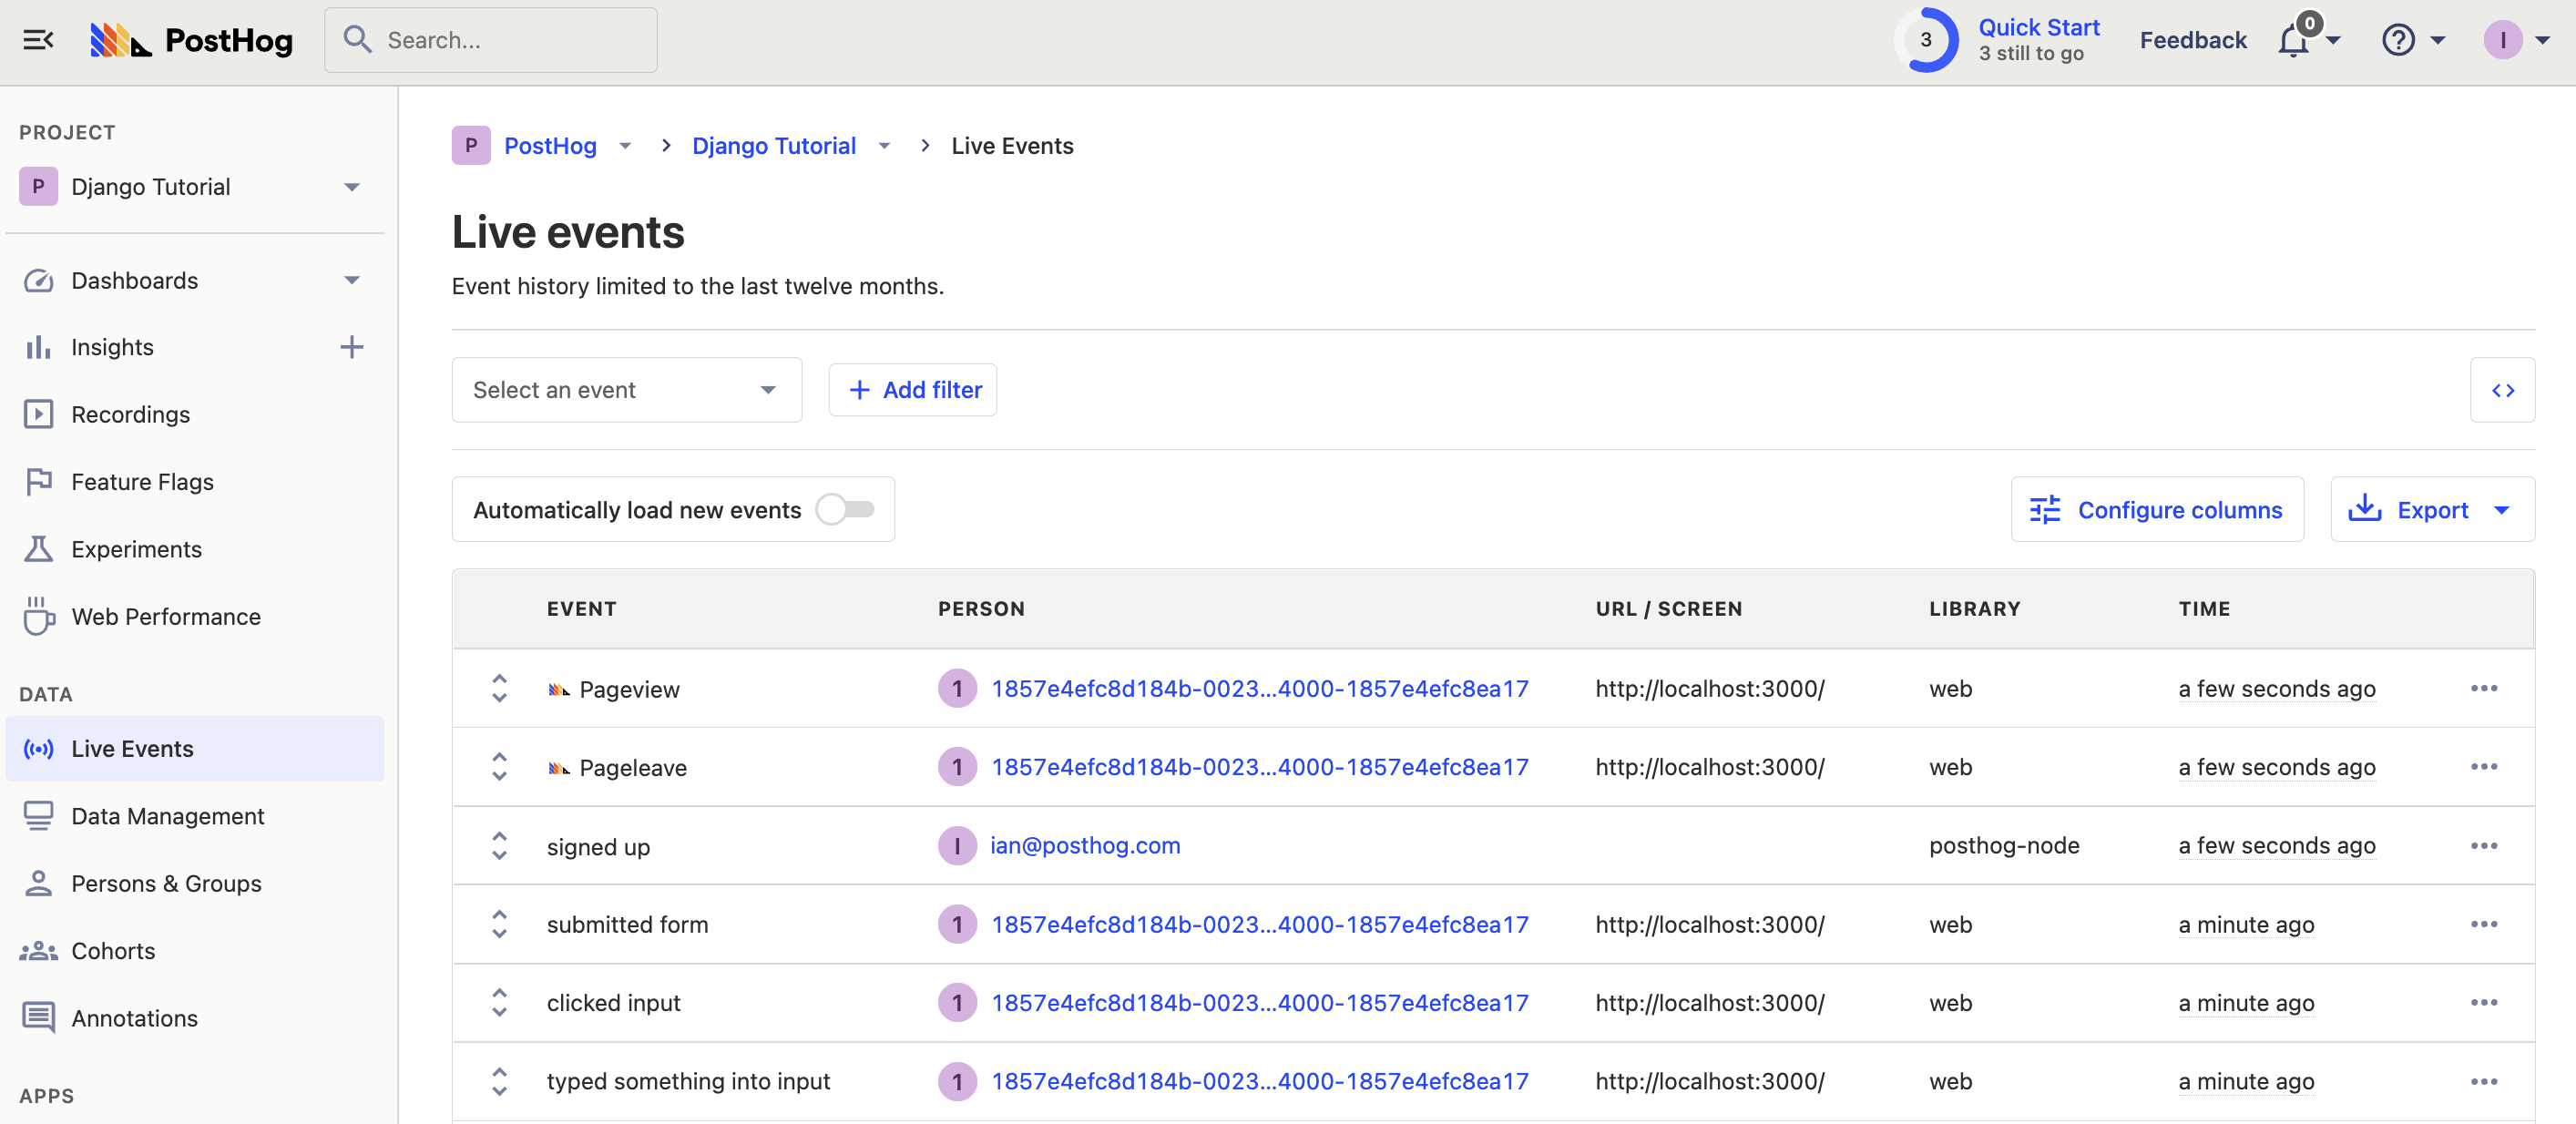 PostHog
Search...
3
Quick Start
3 still to go
Feedback
0
I
PROJECT
P Django Tutorial
Dashboards
Insights
Recordings
Feature Flags
Experiments
Web Performance
DATA
Live Events
Data Management
Persons & Groups
Cohorts
Annotations
APPS
P PostHog > Django Tutorial > Live Events
Live events
Event history limited to the last twelve months.
Select an event
+ Add filter
Automatically load new events
Configure columns
Export
EVENT PERSON URL / SCREEN LIBRARY TIME
Pageview 1 1857e4efc8d184b-0023...4000-1857e4efc8ea17 http://localhost:3000/ web a few seconds ago
Pageleave 1 1857e4efc8d184b-0023...4000-1857e4efc8ea17 http://localhost:3000/ web a few seconds ago
signed up I ian@posthog.com posthog-node a few seconds ago
submitted form 1 1857e4efc8d184b-0023...4000-1857e4efc8ea17 http://localhost:3000/ web a minute ago
clicked input 1 1857e4efc8d184b-0023...4000-1857e4efc8ea17 http://localhost:3000/ web a minute ago
typed something into input 1 1857e4efc8d184b-0023...4000-1857e4efc8ea17 http://localhost:3000/ web a minute ago